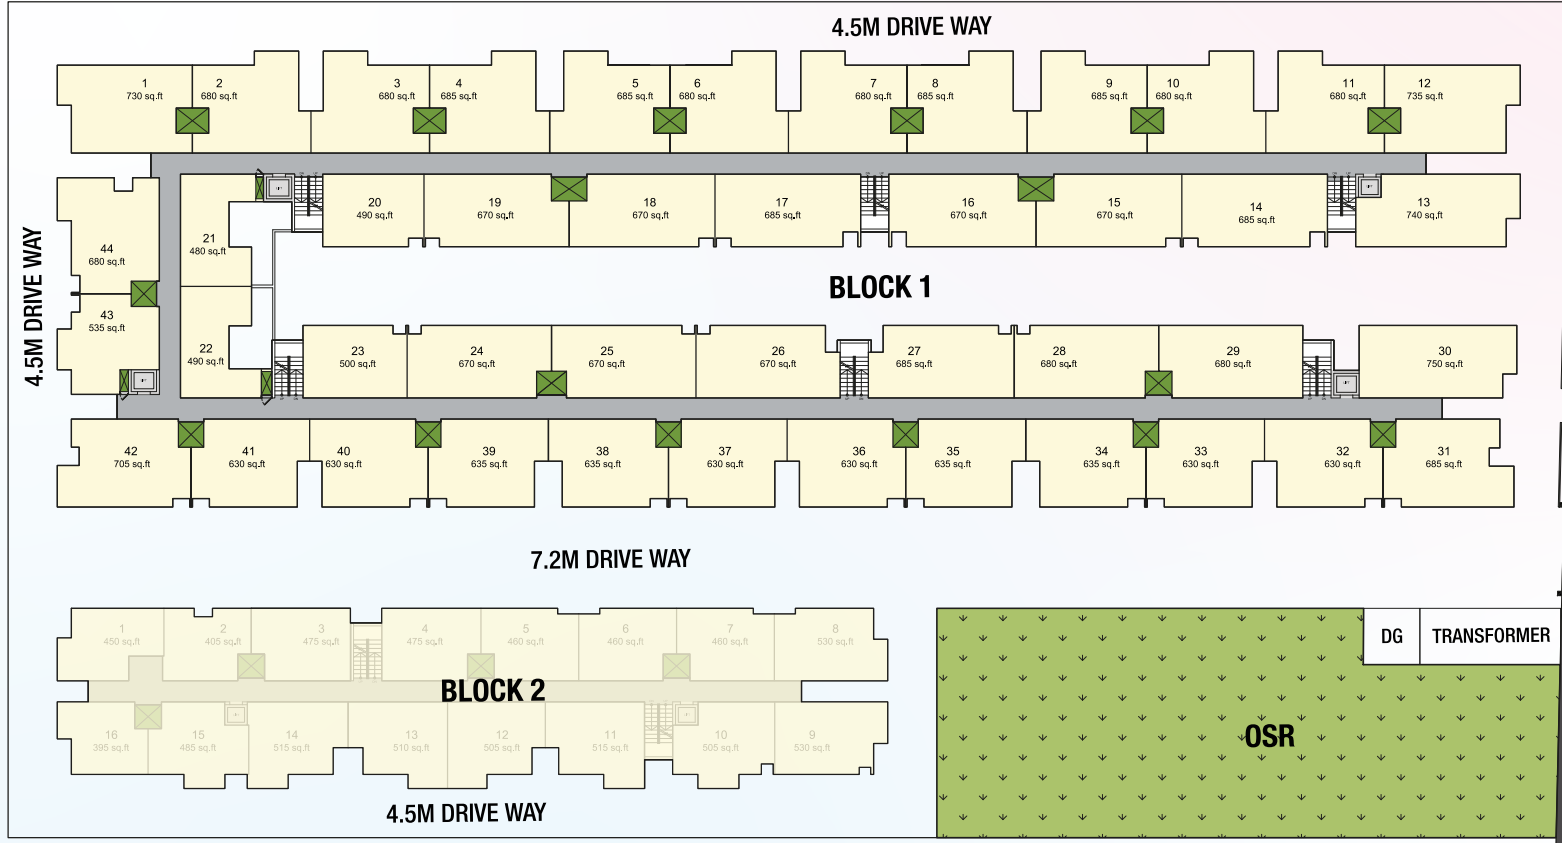 4.5M DRIVE WAY
1
730 sq.ft
2
680 sq.ft
3
680 sq.ft
4
685 sq.ft
5
685 sq.ft
6
680 sq.ft
7
680 sq.ft
8
685 sq.ft
9
685 sq.ft
10
680 sq.ft
11
680 sq.ft
12
735 sq.ft
20
490 sq.ft
19
670 sq.ft
18
670 sq.ft
17
685 sq.ft
16
670 sq.ft
15
670 sq.ft
14
685 sq.ft
13
740 sq.ft
4.5M DRIVE WAY
44
680 sq.ft
21
480 sq.ft
43
535 sq.ft
22
490 sq.ft
BLOCK 1
23
500 sq.ft
24
670 sq.ft
25
670 sq.ft
26
670 sq.ft
27
685 sq.ft
28
680 sq.ft
29
680 sq.ft
30
750 sq.ft
42
705 sq.ft
41
630 sq.ft
40
630 sq.ft
39
635 sq.ft
38
635 sq.ft
37
630 sq.ft
36
630 sq.ft
35
635 sq.ft
34
635 sq.ft
33
630 sq.ft
32
630 sq.ft
31
685 sq.ft
7.2M DRIVE WAY
1
450 sq.ft
2
405 sq.ft
3
475 sq.ft
4
475 sq.ft
5
460 sq.ft
6
460 sq.ft
7
460 sq.ft
8
530 sq.ft
BLOCK 2
16
395 sq.ft
15
485 sq.ft
14
515 sq.ft
13
510 sq.ft
12
505 sq.ft
11
515 sq.ft
10
505 sq.ft
9
530 sq.ft
4.5M DRIVE WAY
DG
TRANSFORMER
OSR